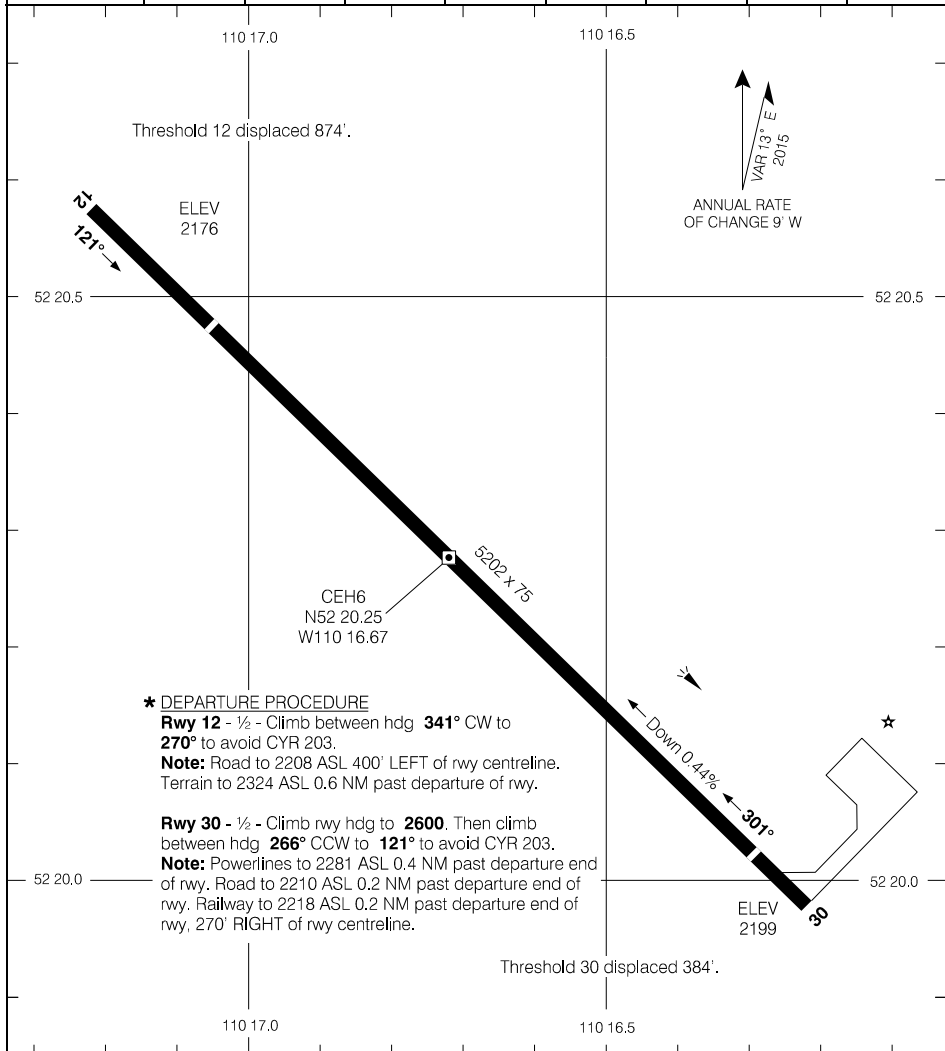 110 17.0
110 16.5
Threshold 12 displaced 874'.
VAR 13° E
2015
ANNUAL RATE
OF CHANGE 9' W
12
121°
ELEV
2176
52 20.5
52 20.5
5202 x 75
CEH6
N52 20.25
W110 16.67
* DEPARTURE PROCEDURE
Rwy 12 - ½ - Climb between hdg 341° CW to
270° to avoid CYR 203.
Note: Road to 2208 ASL 400' LEFT of rwy centreline.
Terrain to 2324 ASL 0.6 NM past departure of rwy.
Rwy 30 - ½ - Climb rwy hdg to 2600. Then climb
between hdg 266° CCW to 121° to avoid CYR 203.
Note: Powerlines to 2281 ASL 0.4 NM past departure end
of rwy. Road to 2210 ASL 0.2 NM past departure end of
rwy. Railway to 2218 ASL 0.2 NM past departure end of
rwy, 270' RIGHT of rwy centreline.
Down 0.44%
301°
52 20.0
52 20.0
ELEV
2199
30
Threshold 30 displaced 384'.
110 17.0
110 16.5